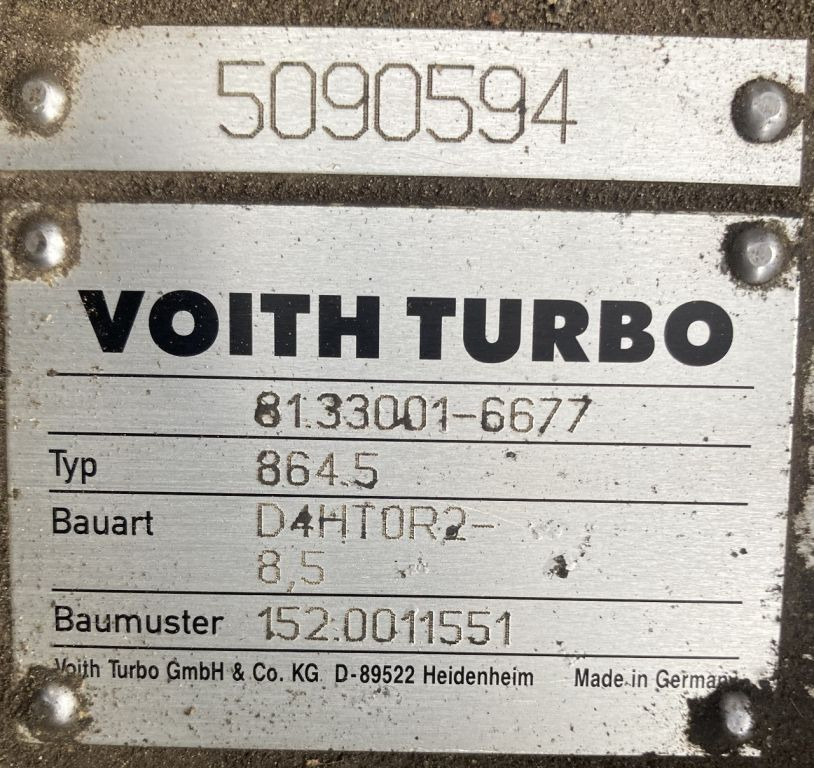 5090594
VOITH TURBO
81.33001-6677
Typ 864.5
Bauart D4HT0R2-
8,5
Baumuster 152.0011551
Voith Turbo GmbH & Co. KG D-89522 Heidenheim Made in Germany